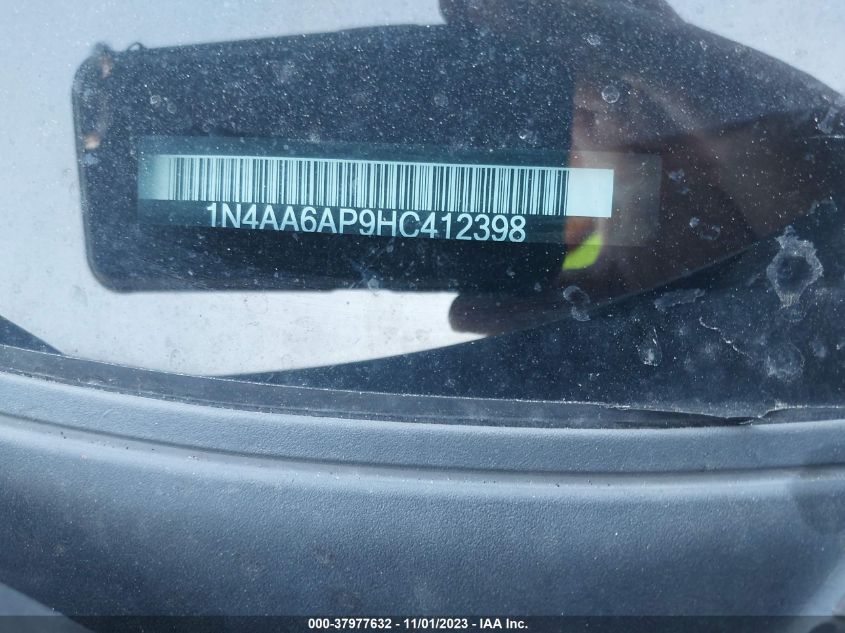 1N4AA6AP9HC412398
000-37977632 - 11/01/2023 - IAA Inc.